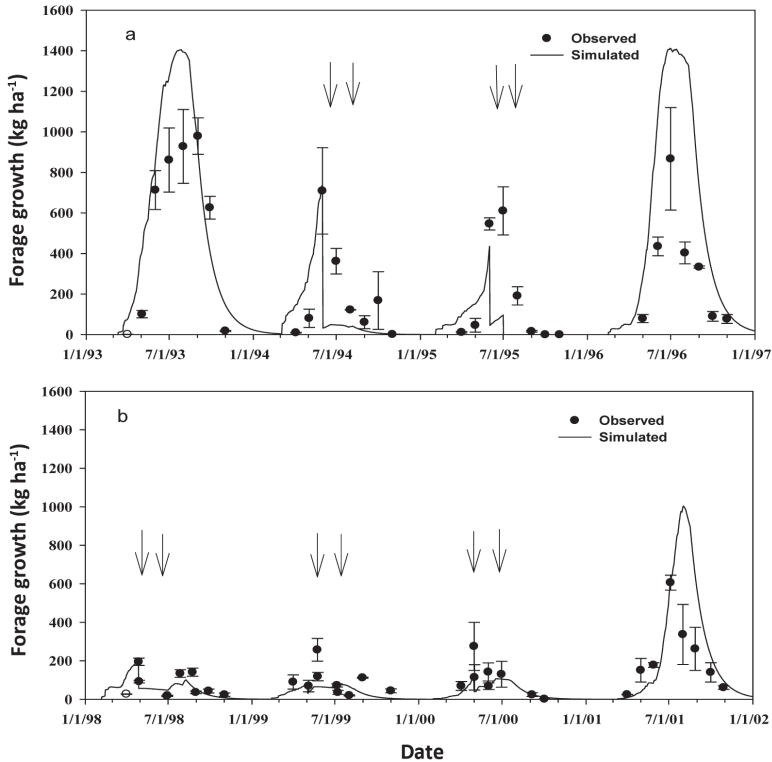 a
Observed
Simulated
Forage growth (kg ha⁻¹)
1600
1400
1200
1000
800
600
400
200
0
1/1/93 7/1/93 1/1/94 7/1/94 1/1/95 7/1/95 1/1/96 7/1/96 1/1/97
b
Observed
Simulated
Forage growth (kg ha⁻¹)
1600
1400
1200
1000
800
600
400
200
0
1/1/98 7/1/98 1/1/99 7/1/99 1/1/00 7/1/00 1/1/01 7/1/01 1/1/02
Date